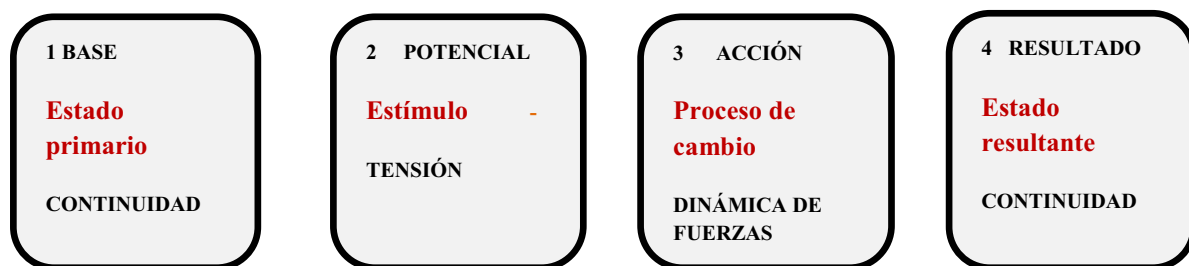 1 BASE
Estado
primario
CONTINUIDAD
2 POTENCIAL
Estímulo -
TENSIÓN
3 ACCIÓN
Proceso de
cambio
DINÁMICA DE
FUERZAS
4 RESULTADO
Estado
resultante
CONTINUIDAD